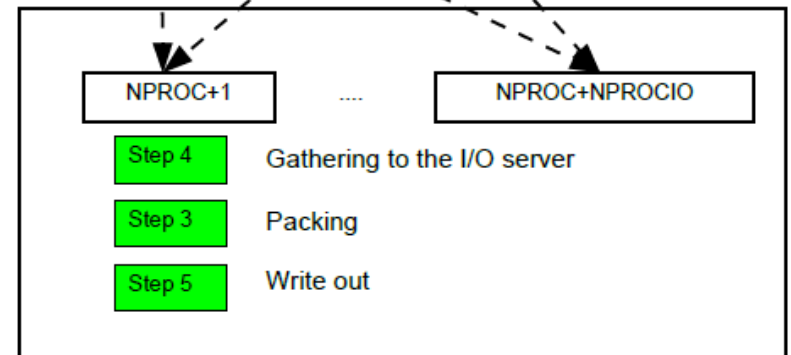 NPROC+1 .... NPROC+NPROCIO
Step 4 Gathering to the I/O server
Step 3 Packing
Step 5 Write out